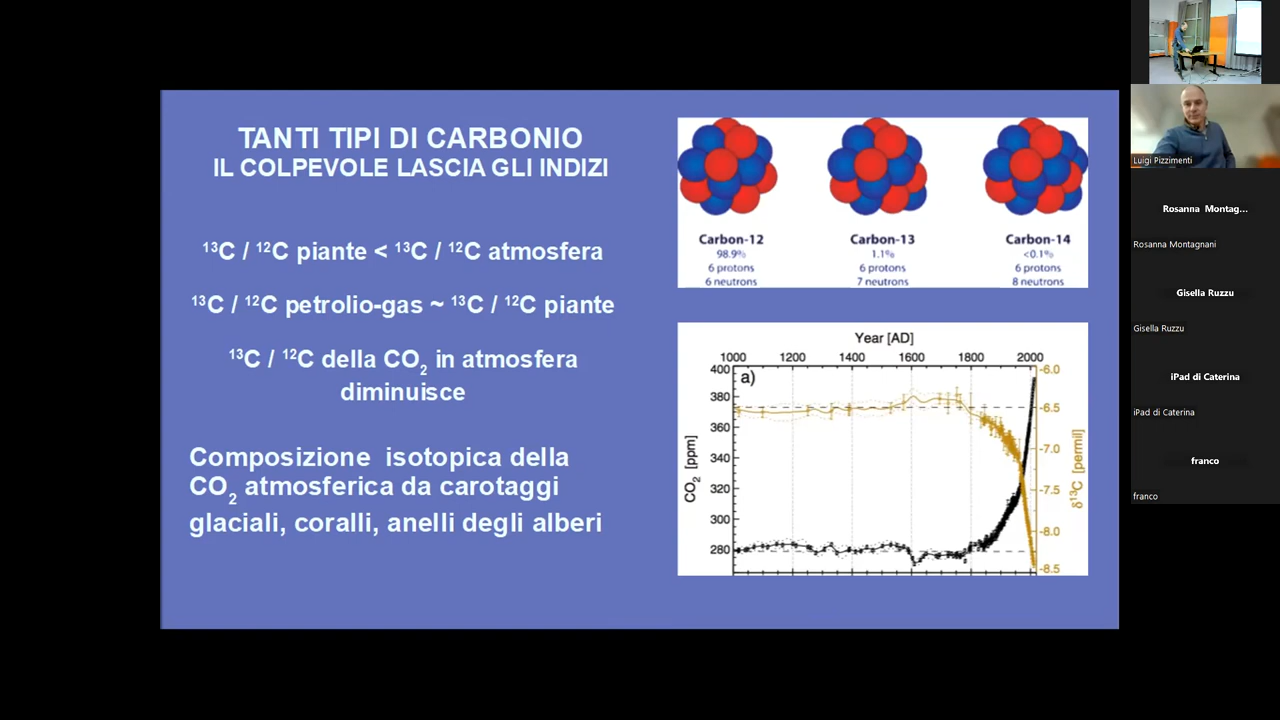 TANTI TIPI DI CARBONIO
IL COLPEVOLE LASCIA GLI INDIZI
¹³C / ¹²C piante < ¹³C / ¹²C atmosfera
¹³C / ¹²C petrolio-gas ~ ¹³C / ¹²C piante
¹³C / ¹²C della CO₂ in atmosfera
diminuisce
Composizione isotopica della
CO₂ atmosferica da carotaggi
glaciali, coralli, anelli degli alberi
Carbon-12 Carbon-13 Carbon-14
98.9% 1.1% <0.1%
6 protons 6 protons 6 protons
6 neutrons 7 neutrons 8 neutrons
Year [AD]
1000 1200 1400 1600 1800 2000
a)
CO₂ [ppm]
400
380
360
340
320
300
280
δ¹³C [permil]
-6.0
-6.5
-7.0
-7.5
-8.0
-8.5
Luigi Pizzimenti
Rosanna Montag...
Rosanna Montagnani
Gisella Ruzzu
Gisella Ruzzu
iPad di Caterina
iPad di Caterina
franco
franco